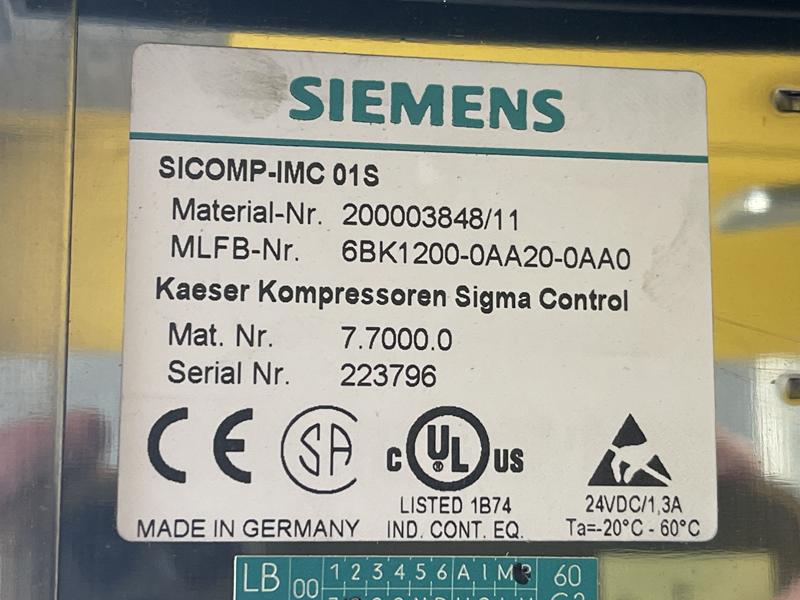 SIEMENS
SICOMP-IMC 01S
Material-Nr. 200003848/11
MLFB-Nr. 6BK1200-0AA20-0AA0
Kaeser Kompressoren Sigma Control
Mat. Nr. 7.7000.0
Serial Nr. 223796
CE SA c UL ® US
LISTED 1B74 24VDC/1,3A
MADE IN GERMANY IND. CONT. EQ. Ta=-20°C - 60°C
LB 00 1 2 3 4 5 6 A I M 60